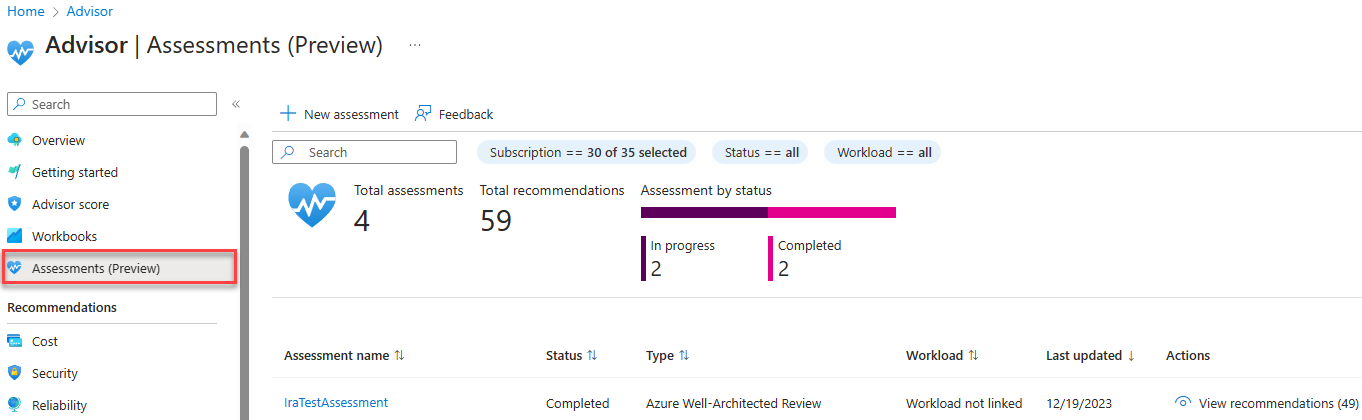 Home > Advisor
Advisor | Assessments (Preview) ...
Search «
Overview
Getting started
Advisor score
Workbooks
Assessments (Preview)
Recommendations
Cost
Security
Reliability
New assessment Feedback
Search Subscription == 30 of 35 selected Status == all Workload == all
Total assessments Total recommendations Assessment by status
4 59
In progress Completed
2 2
Assessment name Status Type Workload Last updated Actions
IraTestAssessment Completed Azure Well-Architected Review Workload not linked 12/19/2023 View recommendations (49)